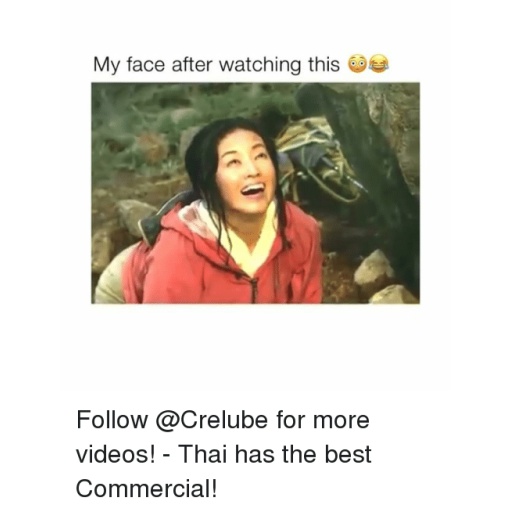 My face after watching this 😳😂
Follow @Crelube for more
videos! - Thai has the best
Commercial!